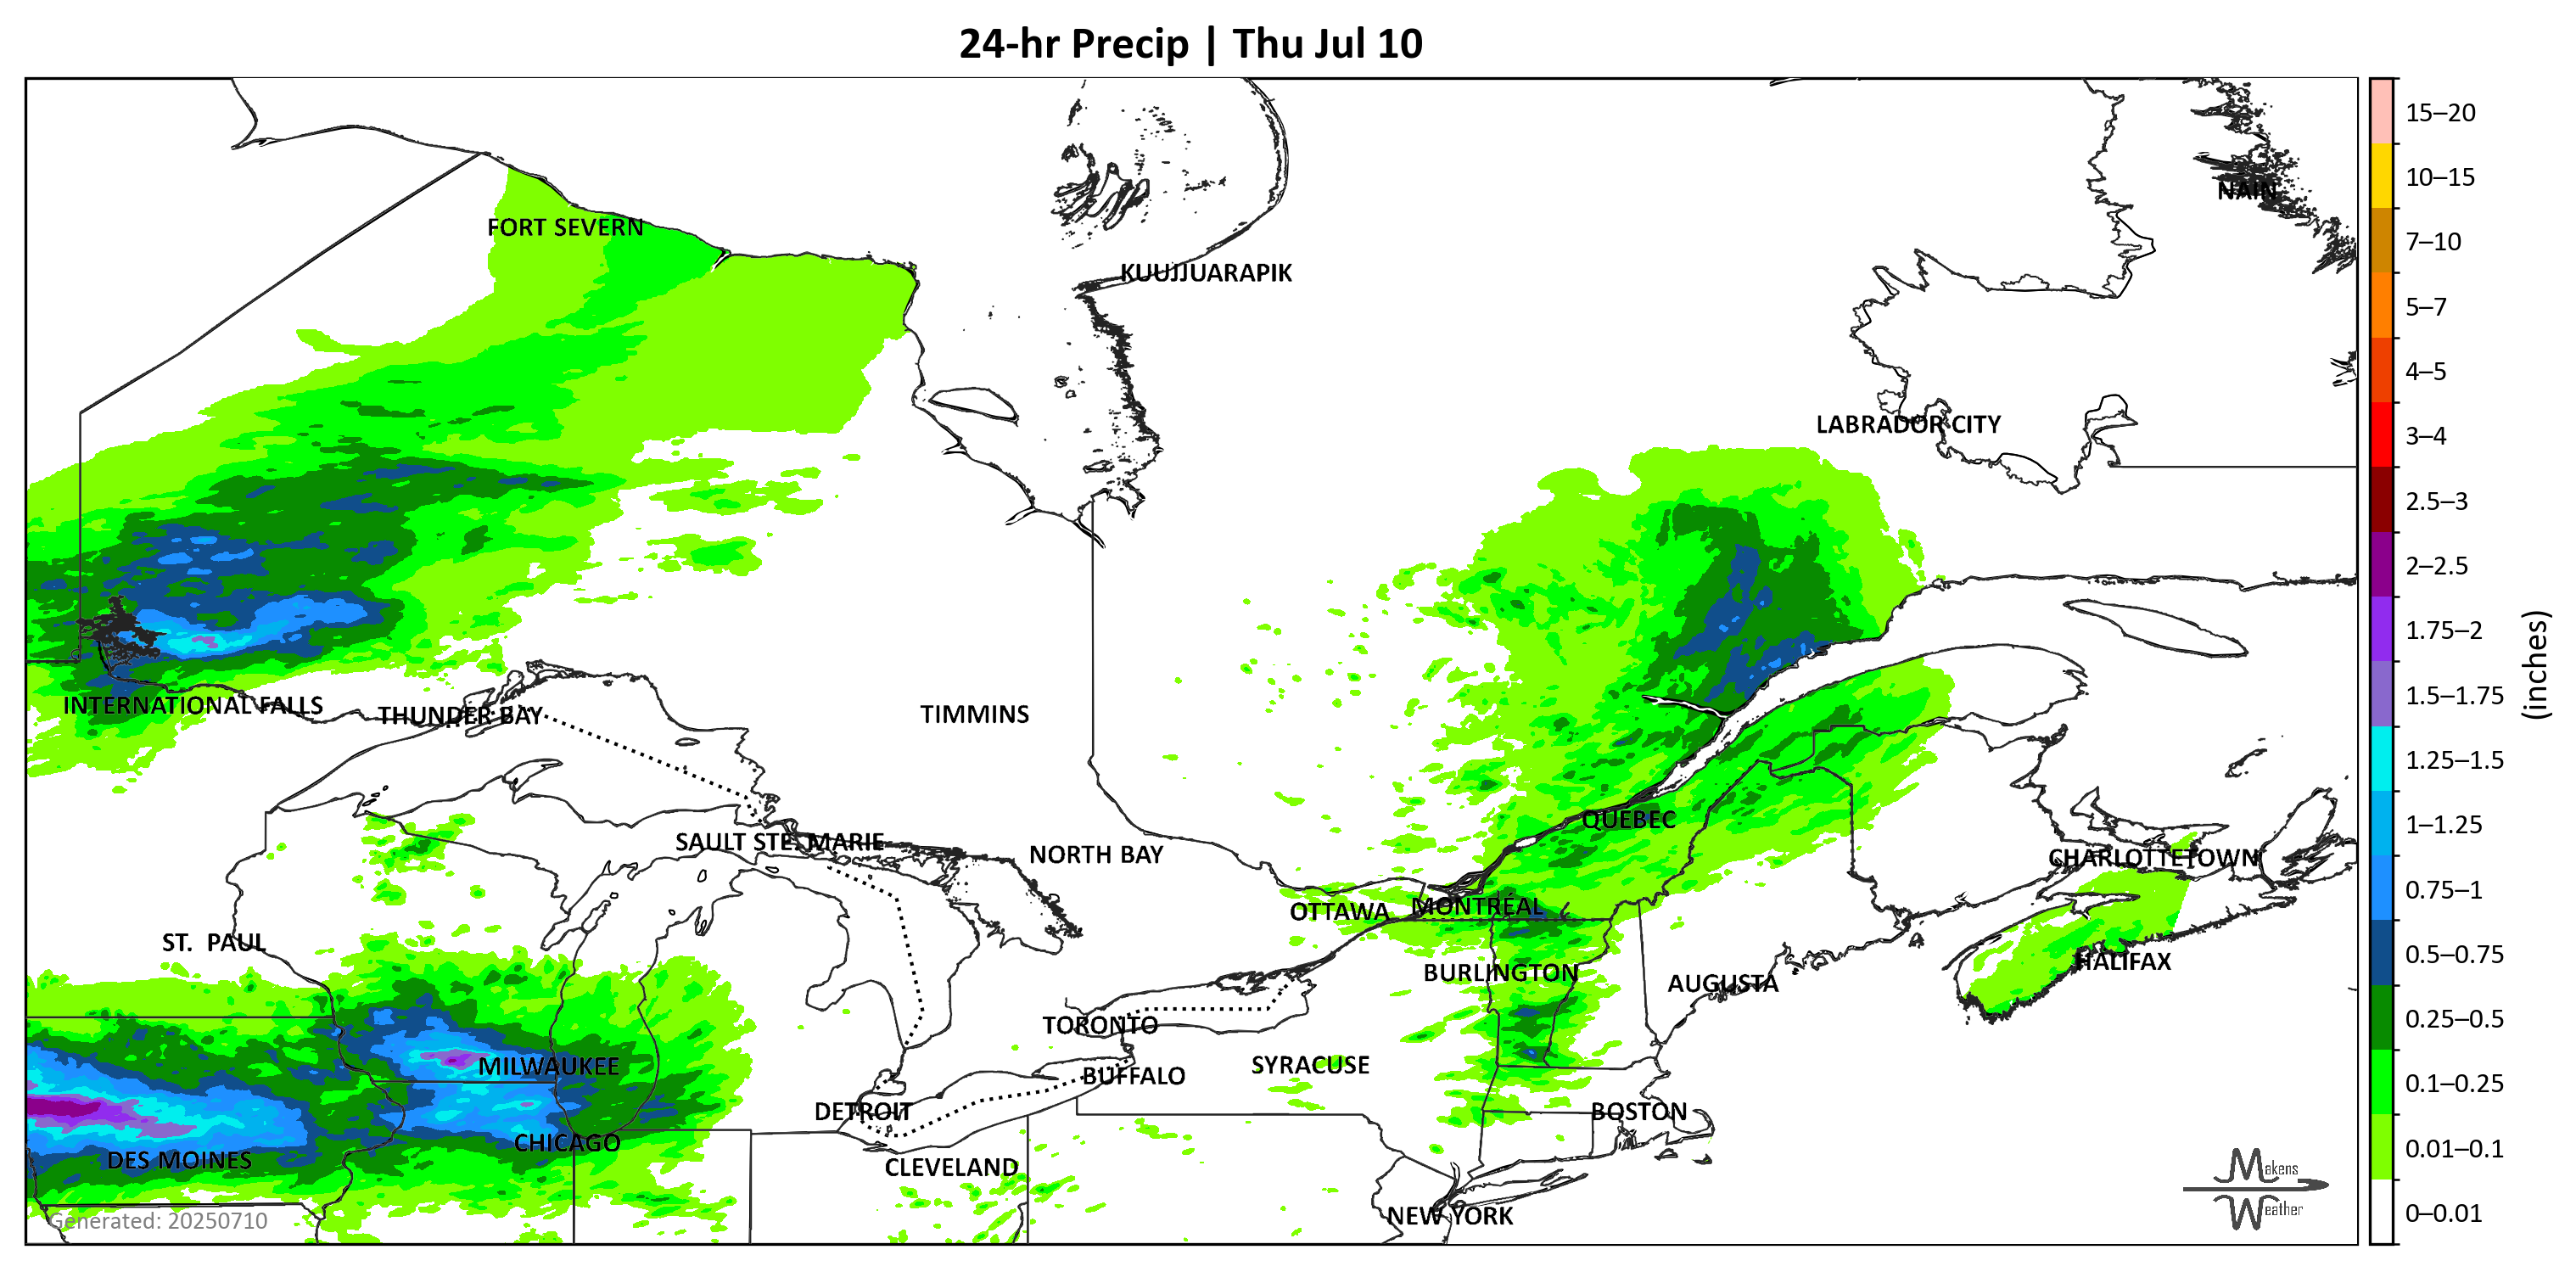 24-hr Precip | Thu Jul 10
NAIN
FORT SEVERN
KUUJJUARAPIK
LABRADOR CITY
INTERNATIONAL FALLS
THUNDER BAY
TIMMINS
QUEBEC
SAULT STE. MARIE
NORTH BAY
CHARLOTTETOWN
OTTAWA
MONTRÉAL
ST. PAUL
HALIFAX
BURLINGTON
AUGUSTA
TORONTO
MILWAUKEE
SYRACUSE
BUFFALO
DETROIT
BOSTON
CHICAGO
DES MOINES
CLEVELAND
NEW YORK
Generated: 20250710
Makens
Weather
15–20
10–15
7–10
5–7
4–5
3–4
2.5–3
2–2.5
1.75–2
1.5–1.75
1.25–1.5
1–1.25
0.75–1
0.5–0.75
0.25–0.5
0.1–0.25
0.01–0.1
0–0.01
(inches)